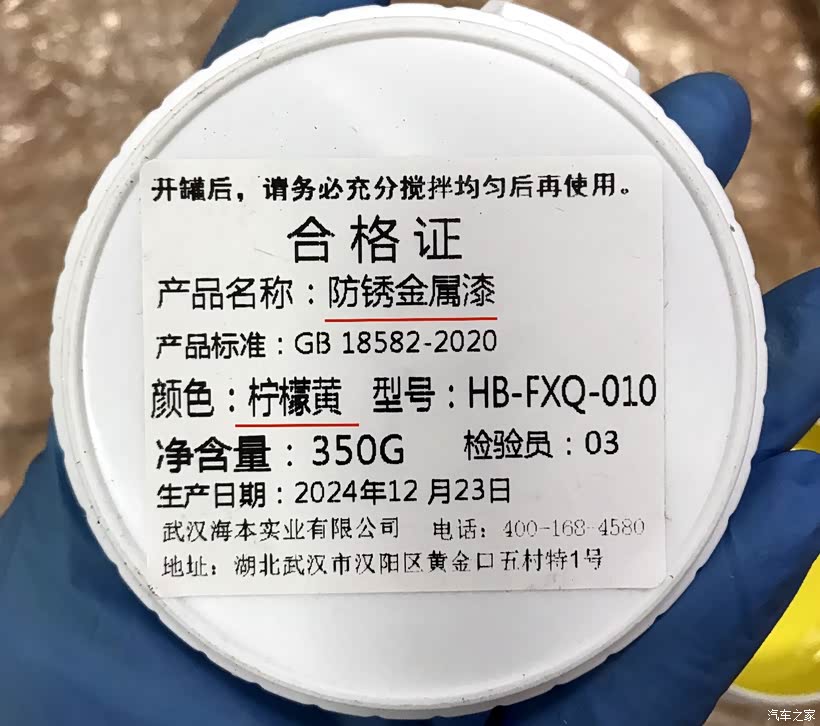 开罐后，请务必充分搅拌均匀后再使用。
合格证
产品名称：防锈金属漆
产品标准：GB 18582-2020
颜色：柠檬黄 型号：HB-FXQ-010
净含量：350G 检验员：03
生产日期：2024年12月23日
武汉海本实业有限公司 电话：400-168-4580
地址：湖北武汉市汉阳区黄金口五村特1号
汽车之家